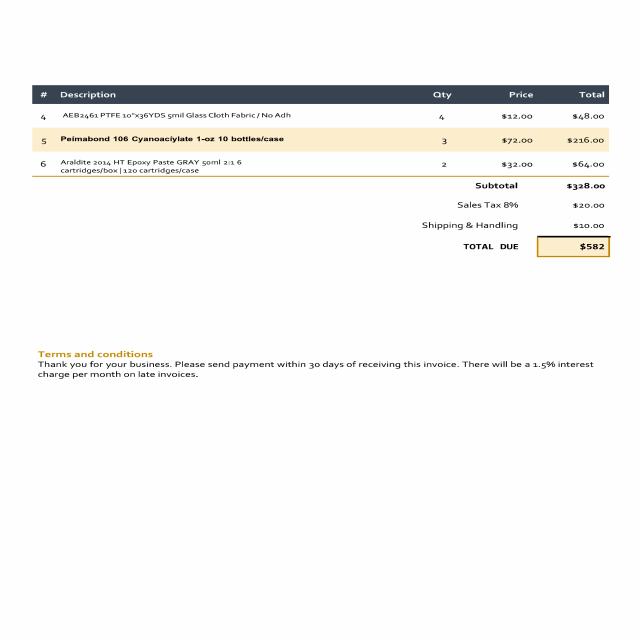 # Description Qty Price Total
4 AEB2461 PTFE 10"x36YDS 5mil Glass Cloth Fabric / No Adh 4 $12.00 $48.00
5 Peimabond 106 Cyanoaciylate 1-oz 10 bottles/case 3 $72.00 $216.00
6 Araldite 2014 HT Epoxy Paste GRAY 50ml 2:1 6 2 $32.00 $64.00
cartridges/box | 120 cartridges/case
Subtotal $328.00
Sales Tax 8% $20.00
Shipping & Handling $10.00
TOTAL DUE $582
Terms and conditions
Thank you for your business. Please send payment within 30 days of receiving this invoice. There will be a 1.5% interest
charge per month on late invoices.